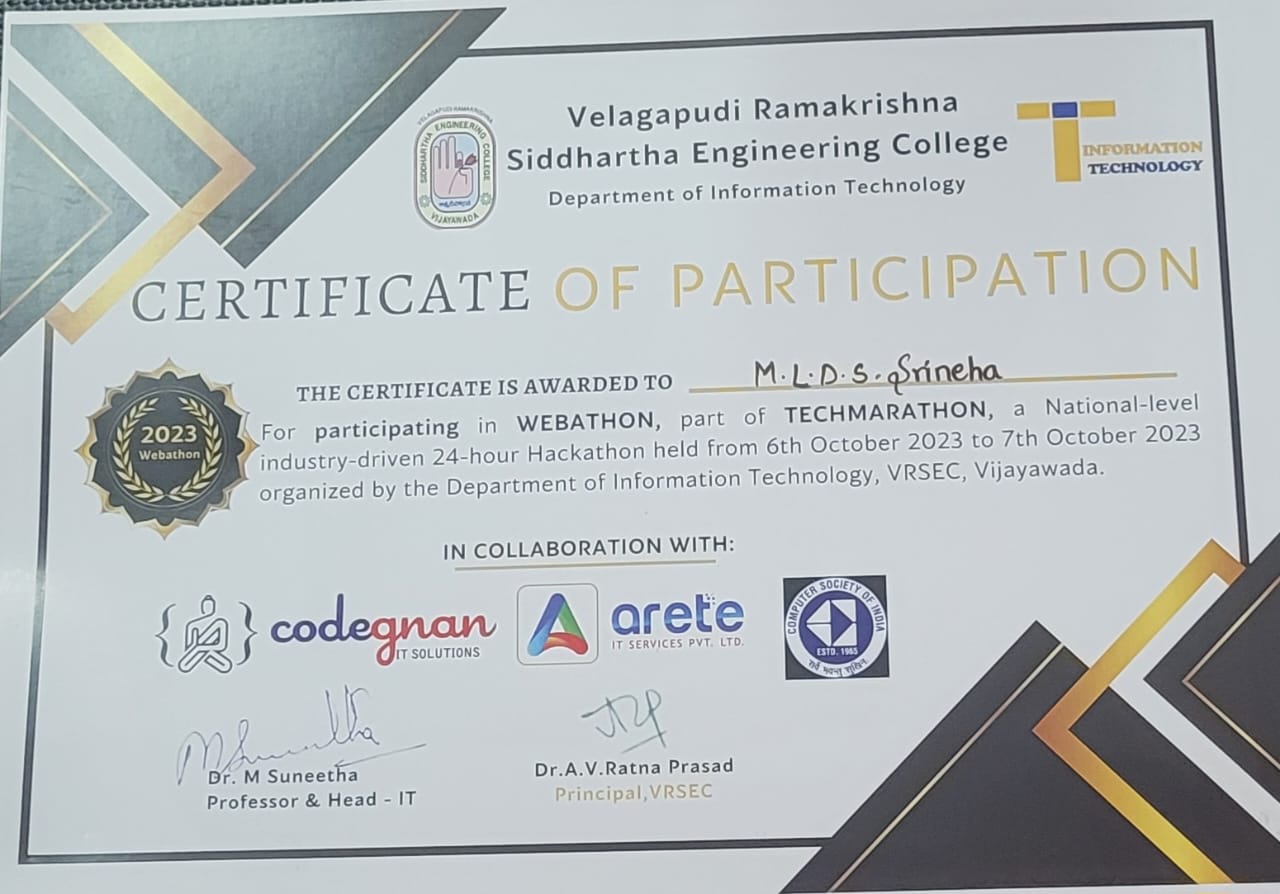 Velagapudi Ramakrishna
Siddhartha Engineering College
Department of Information Technology
VELAGAPUDI RAMAKRISHNA
SIDDHARTHA ENGINEERING COLLEGE
VIJAYAWADA
INFORMATION
TECHNOLOGY
CERTIFICATE OF PARTICIPATION
THE CERTIFICATE IS AWARDED TO M.L.D.S.Srineha
2023
Webathon
For participating in WEBATHON, part of TECHMARATHON, a National-level
industry-driven 24-hour Hackathon held from 6th October 2023 to 7th October 2023
organized by the Department of Information Technology, VRSEC, Vijayawada.
IN COLLABORATION WITH:
codegnan
IT SOLUTIONS
arete
IT SERVICES PVT. LTD.
COMPUTER SOCIETY OF INDIA
ESTD. 1965
MSuneetha
Dr. M Suneetha
Professor & Head - IT
Dr.A.V.Ratna Prasad
Principal,VRSEC